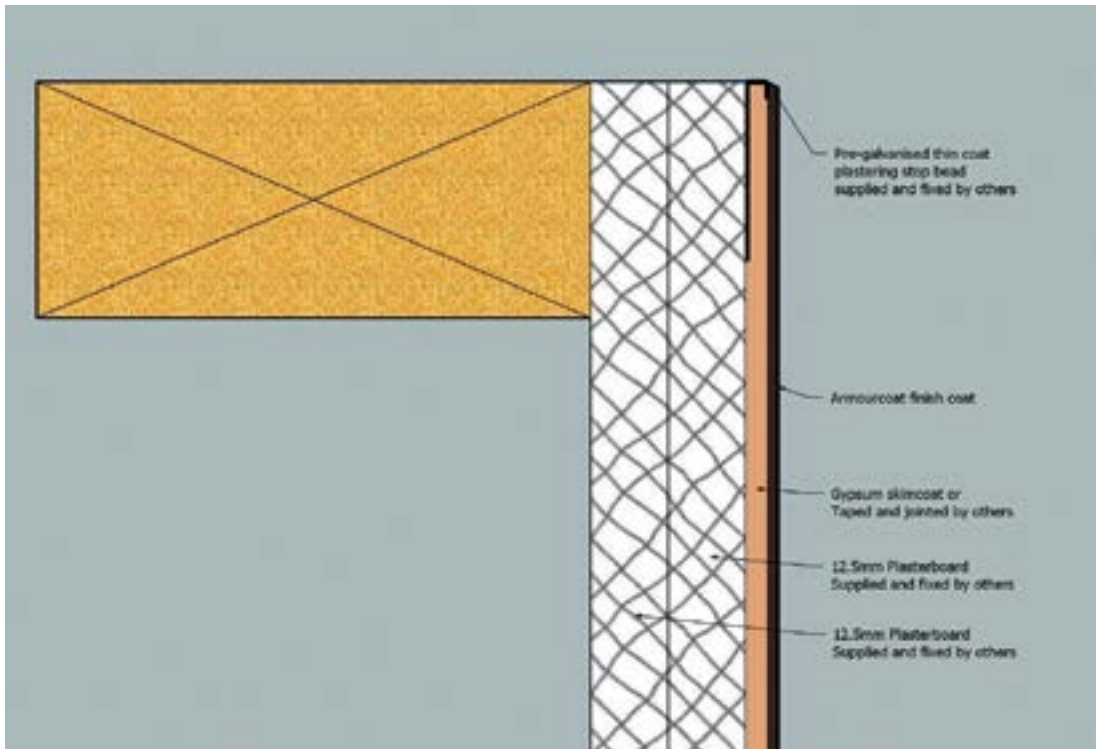 Pre-galvanised thin coat
plastering stop bead
supplied and fixed by others
Armourcoat finish coat
Gypsum skimcoat or
Taped and jointed by others
12.5mm Plasterboard
Supplied and fixed by others
12.5mm Plasterboard
Supplied and fixed by others